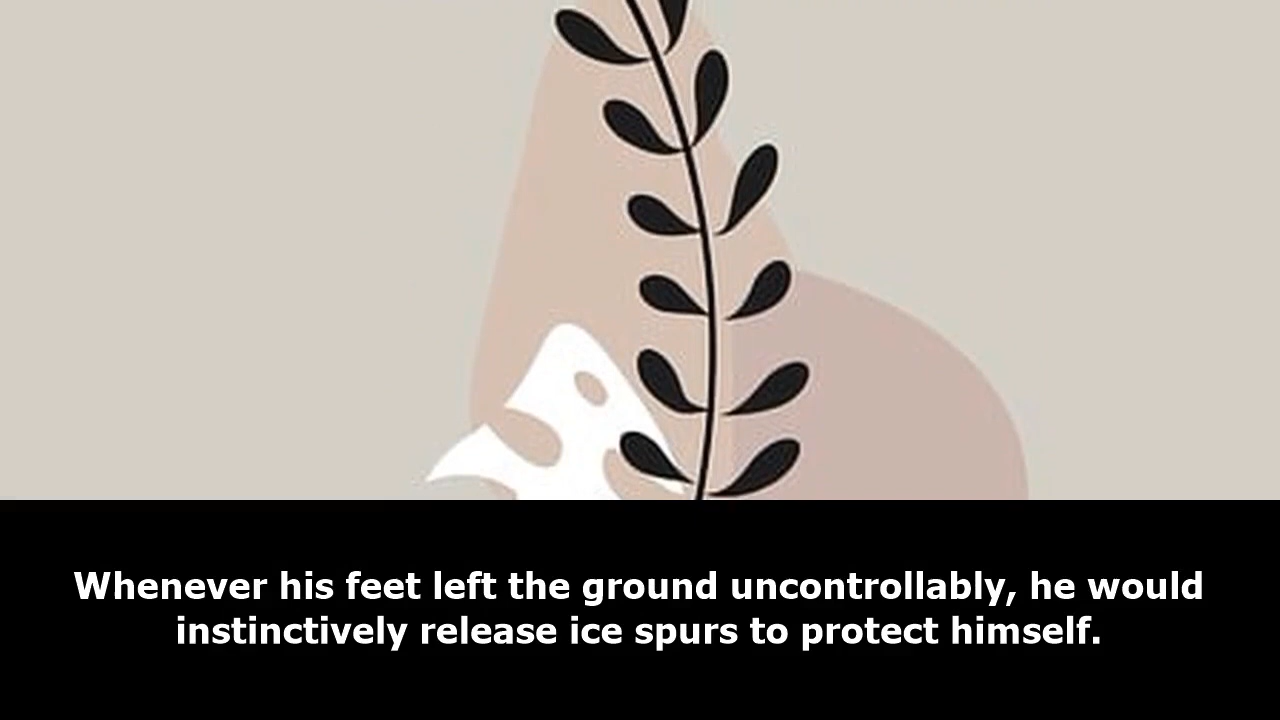 Whenever his feet left the ground uncontrollably, he would
instinctively release ice spurs to protect himself.